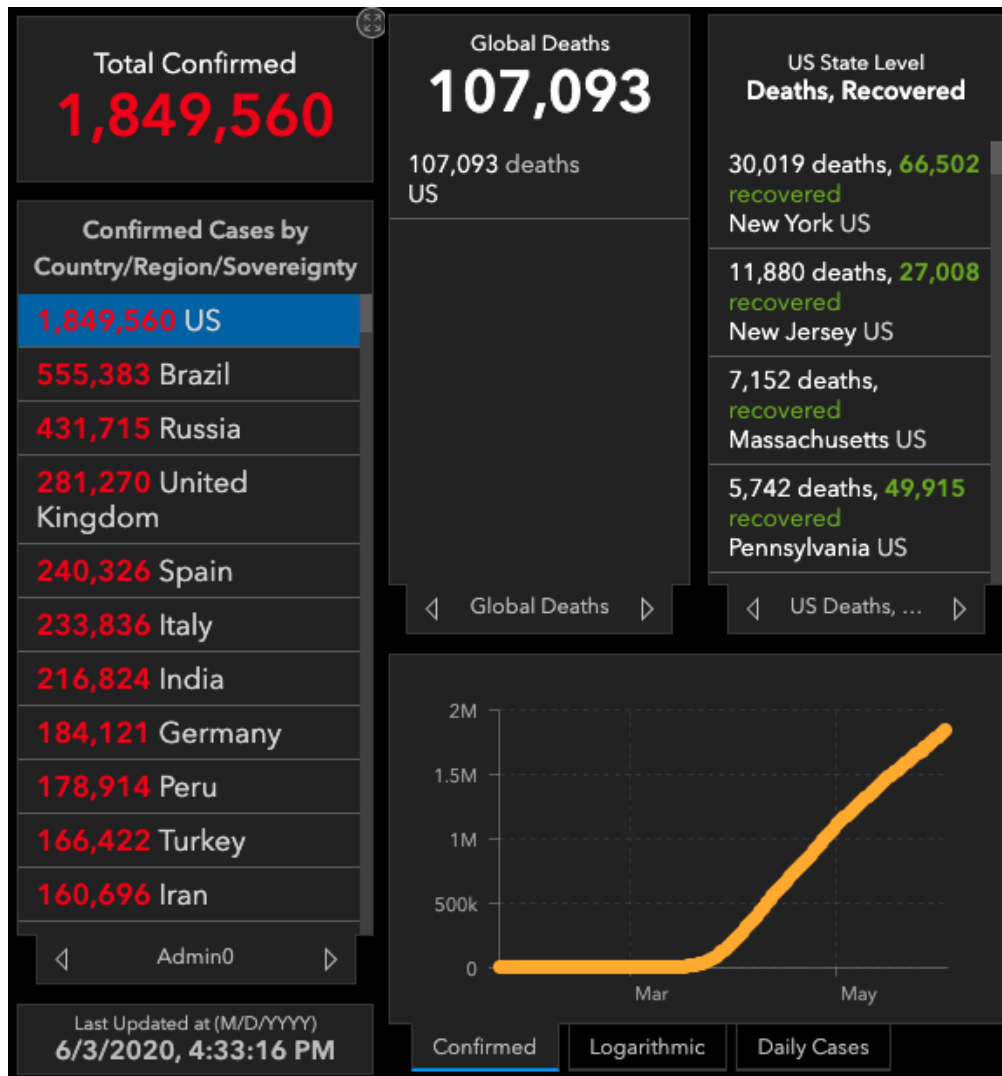 Total Confirmed
1,849,560
Confirmed Cases by
Country/Region/Sovereignty
1,849,560 US
555,383 Brazil
431,715 Russia
281,270 United
Kingdom
240,326 Spain
233,836 Italy
216,824 India
184,121 Germany
178,914 Peru
166,422 Turkey
160,696 Iran
Admin0
Last Updated at (M/D/YYYY)
6/3/2020, 4:33:16 PM
Global Deaths
107,093
107,093 deaths
US
Global Deaths
US State Level
Deaths, Recovered
30,019 deaths, 66,502
recovered
New York US
11,880 deaths, 27,008
recovered
New Jersey US
7,152 deaths,
recovered
Massachusetts US
5,742 deaths, 49,915
recovered
Pennsylvania US
US Deaths, ...
2M
1.5M
1M
500k
0
Mar May
Confirmed Logarithmic Daily Cases